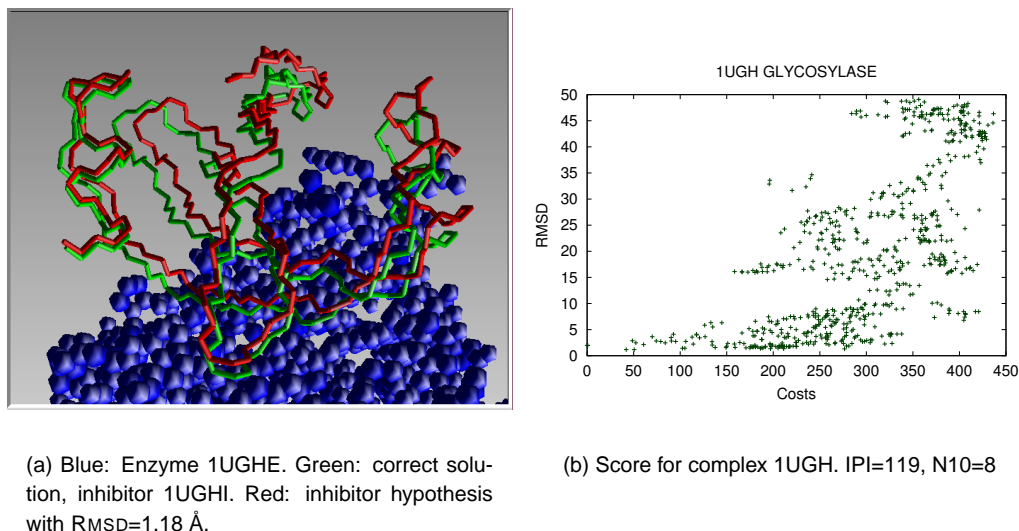 1UGH GLYCOSYLASE
50
45
40
35
30
25
20
15
10
5
0
RMSD
0 50 100 150 200 250 300 350 400 450
Costs
(a) Blue: Enzyme 1UGHE. Green: correct solu-
tion, inhibitor 1UGHI. Red: inhibitor hypothesis
with RMSD=1.18 Å.
(b) Score for complex 1UGH. IPI=119, N10=8